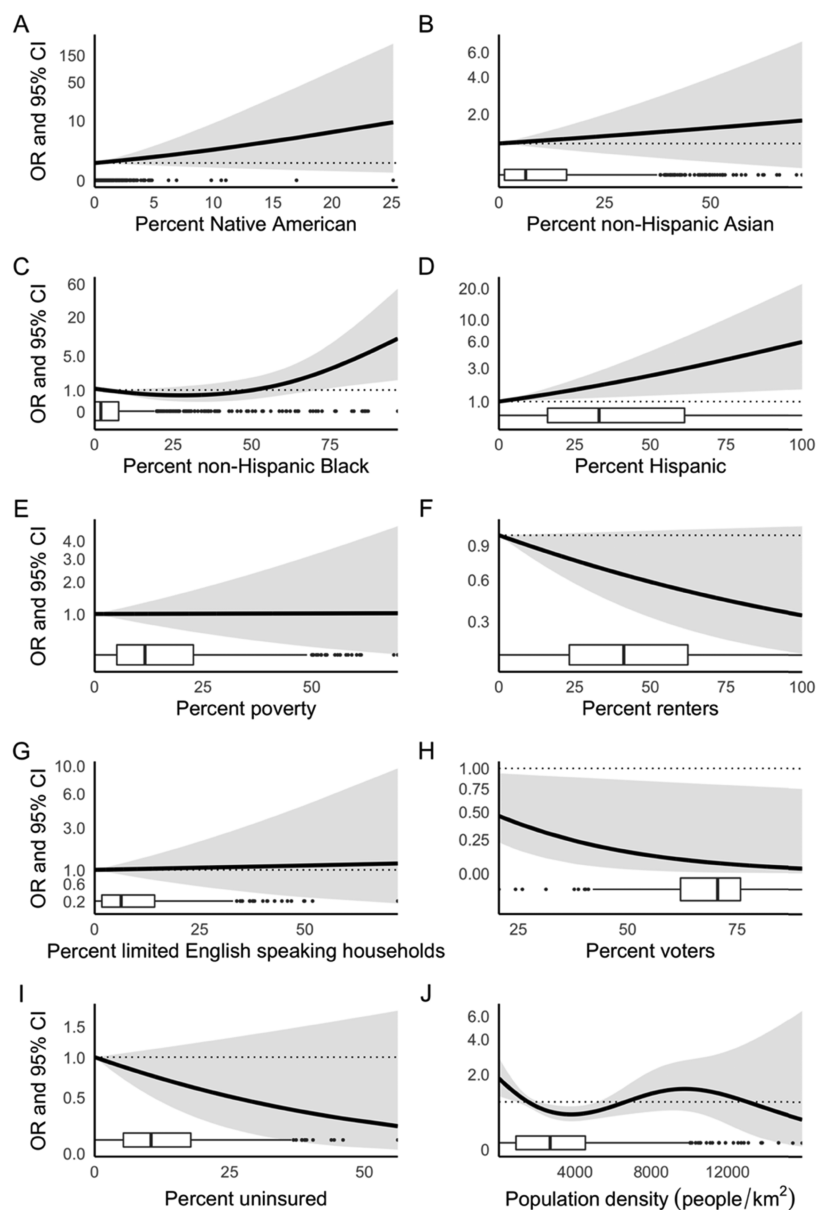 A
OR and 95% CI
150
50
10
0
0 5 10 15 20 25
Percent Native American
B
6.0
4.0
2.0
25 50
Percent non-Hispanic Asian
C
OR and 95% CI
60
20
5.0
1.0
0
0 25 50 75
Percent non-Hispanic Black
D
20.0
10.0
6.0
3.0
1.0
0 25 50 75 100
Percent Hispanic
E
OR and 95% CI
4.0
3.0
2.0
1.0
0 25 50
Percent poverty
F
0.9
0.6
0.3
0 25 50 75 100
Percent renters
G
OR and 95% CI
10.0
6.0
3.0
1.0
0.6
0.2
Percent limited English speaking households
H
1.00
0.75
0.50
0.25
0.00
25 50 75
Percent voters
I
OR and 95% CI
1.5
1.0
0.5
0.0
0 25 50
Percent uninsured
J
6.0
4.0
2.0
0
4000 8000 12000
Population density (people/km²)